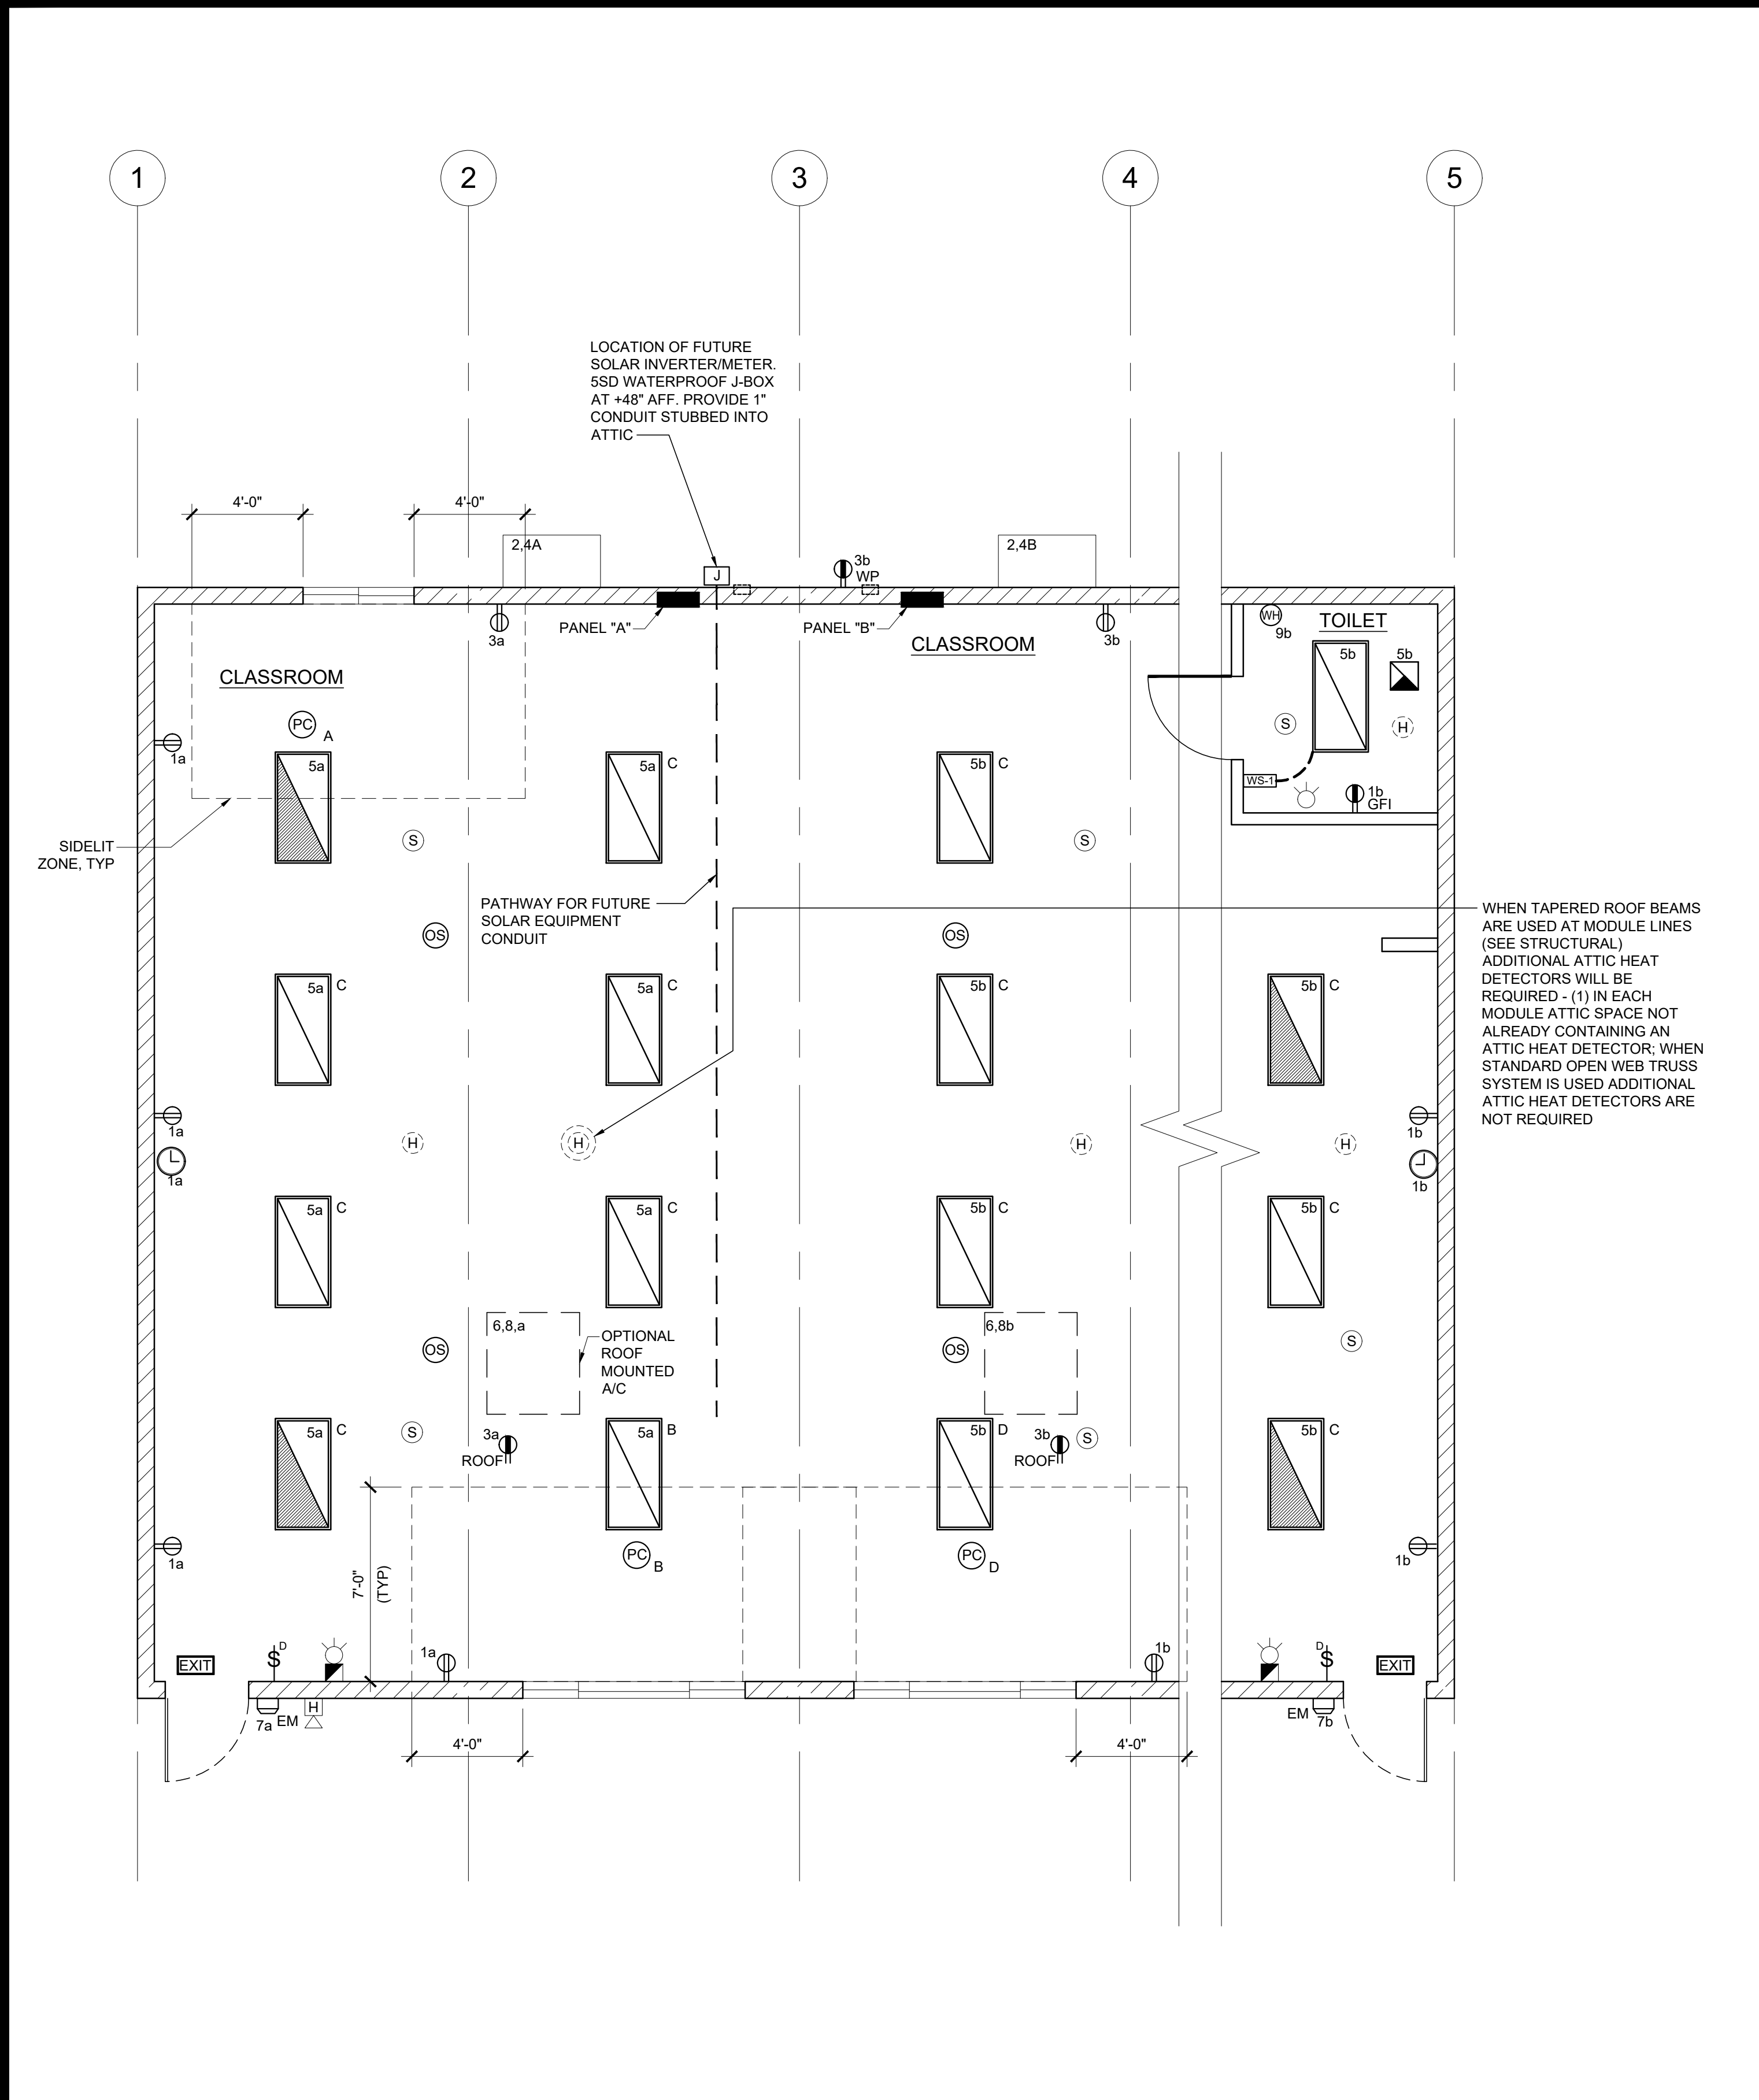 1
2
3
4
5
LOCATION OF FUTURE
SOLAR INVERTER/METER.
5SD WATERPROOF J-BOX
AT +48" AFF. PROVIDE 1"
CONDUIT STUBBED INTO
ATTIC
4'-0"
4'-0"
2,4A
2,4B
J
3b
WP
3a
PANEL "A"
PANEL "B"
3b
WH
9b
TOILET
CLASSROOM
CLASSROOM
5b
5b
PC
A
S
H
1a
5a
5a
C
5b
C
WS-1
1b
GFI
SIDELIT
ZONE, TYP
S
S
PATHWAY FOR FUTURE
SOLAR EQUIPMENT
CONDUIT
OS
OS
WHEN TAPERED ROOF BEAMS
ARE USED AT MODULE LINES
(SEE STRUCTURAL)
ADDITIONAL ATTIC HEAT
DETECTORS WILL BE
REQUIRED - (1) IN EACH
MODULE ATTIC SPACE NOT
ALREADY CONTAINING AN
ATTIC HEAT DETECTOR; WHEN
STANDARD OPEN WEB TRUSS
SYSTEM IS USED ADDITIONAL
ATTIC HEAT DETECTORS ARE
NOT REQUIRED
5a
C
5a
C
5b
C
5b
C
1a
1b
H
H
H
H
1a
1b
5a
C
5a
C
5b
C
5b
C
6,8,a
6,8b
OPTIONAL
ROOF
MOUNTED
A/C
OS
OS
S
5a
C
S
3a
ROOF
5a
B
5b
D
3b
ROOF
S
5b
C
1a
1b
PC
B
PC
D
7'-0"
(TYP)
EXIT
S
D
1a
1b
D
S
EXIT
7a
EM
H
EM
7b
4'-0"
4'-0"